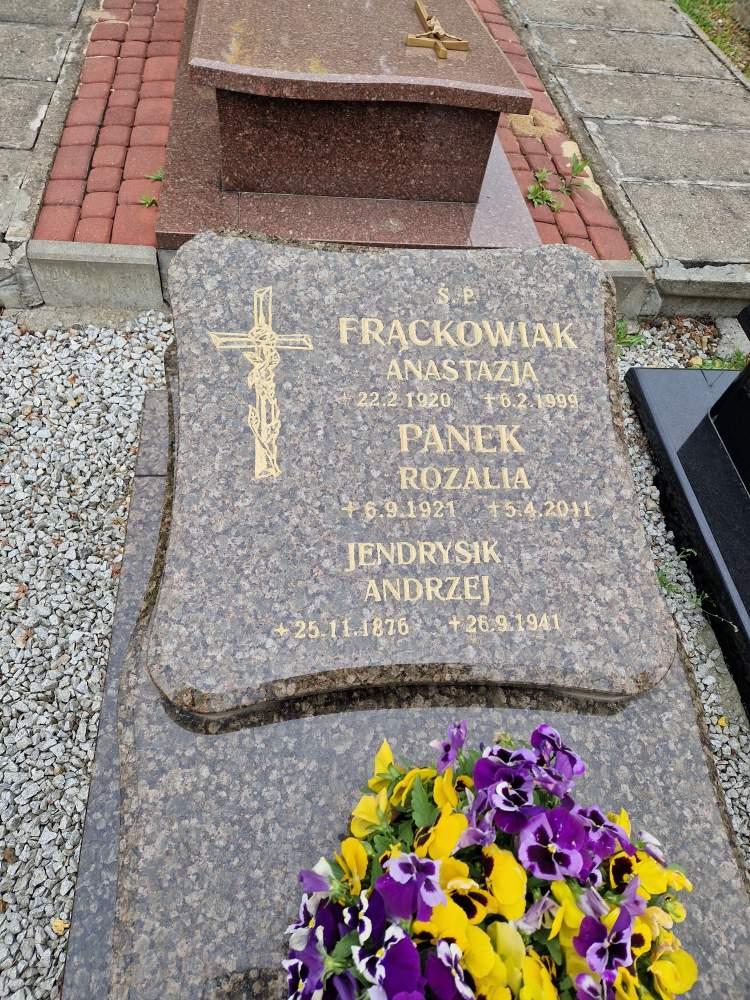 Ś.P.
FRĄCKOWIAK
ANASTAZJA
+22.2.1920 +6.2.1999
PANEK
ROZALIA
+6.9.1921 +5.4.2011
JENDRYSIK
ANDRZEJ
+25.11.1876 +26.9.1941